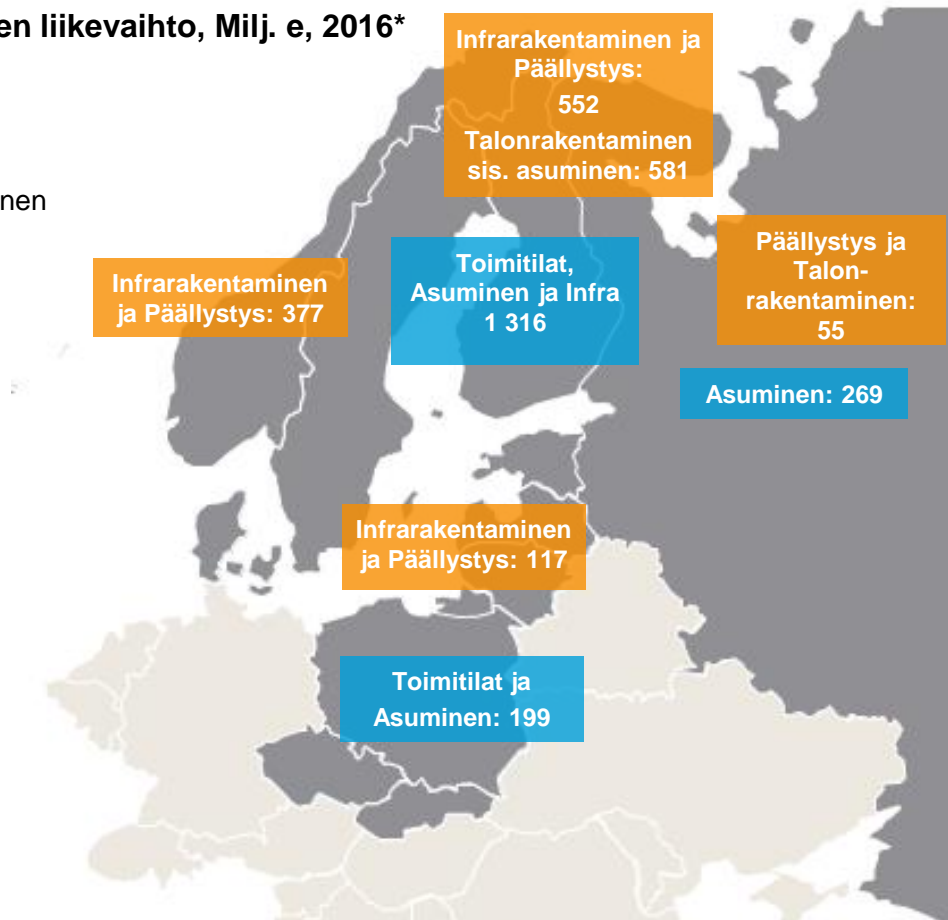 en liikevaihto, Milj. e, 2016*
nen
Infrarakentaminen ja
Päällystys:
552
Talonrakentaminen
sis. asuminen: 581
Infrarakentaminen
ja Päällystys: 377
Toimitilat,
Asuminen ja Infra
1 316
Päällystys ja
Talon-
rakentaminen:
55
Asuminen: 269
Infrarakentaminen
ja Päällystys: 117
Toimitilat ja
Asuminen: 199